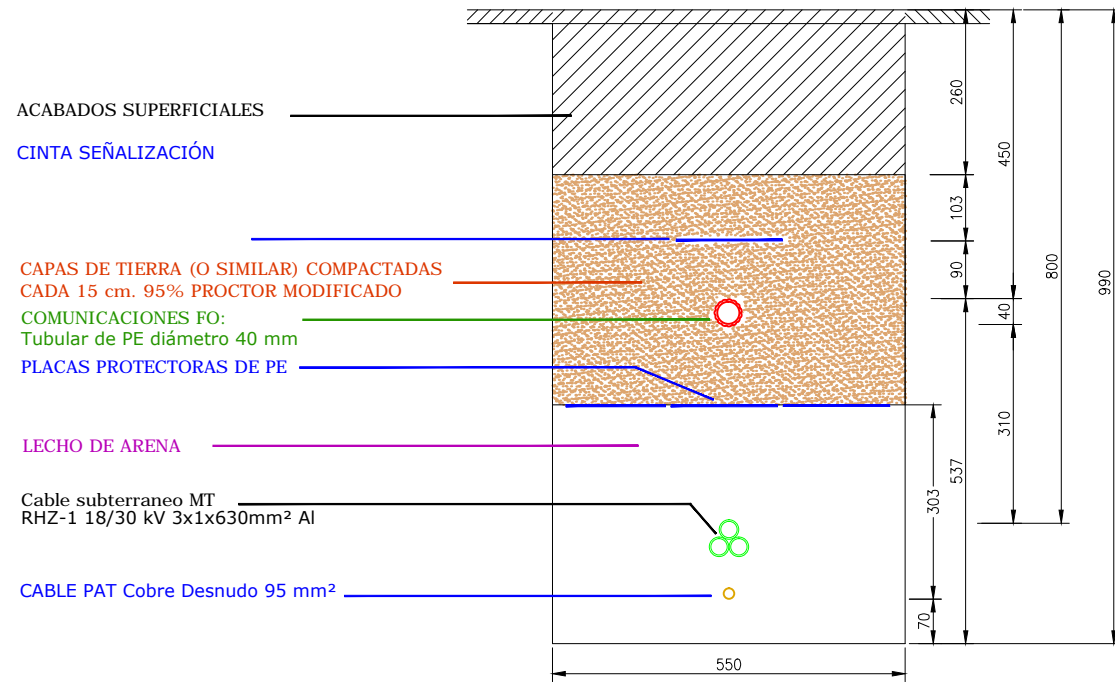 ACABADOS SUPERFICIALES
CINTA SEÑALIZACIÓN
CAPAS DE TIERRA (O SIMILAR) COMPACTADAS
CADA 15 cm. 95% PROCTOR MODIFICADO
COMUNICACIONES FO:
Tubular de PE diámetro 40 mm
PLACAS PROTECTORAS DE PE
LECHO DE ARENA
Cable subterraneo MT
RHZ-1 18/30 kV 3x1x630mm² Al
CABLE PAT Cobre Desnudo 95 mm²
260
103
90
450
40
800
990
310
537
303
70
550